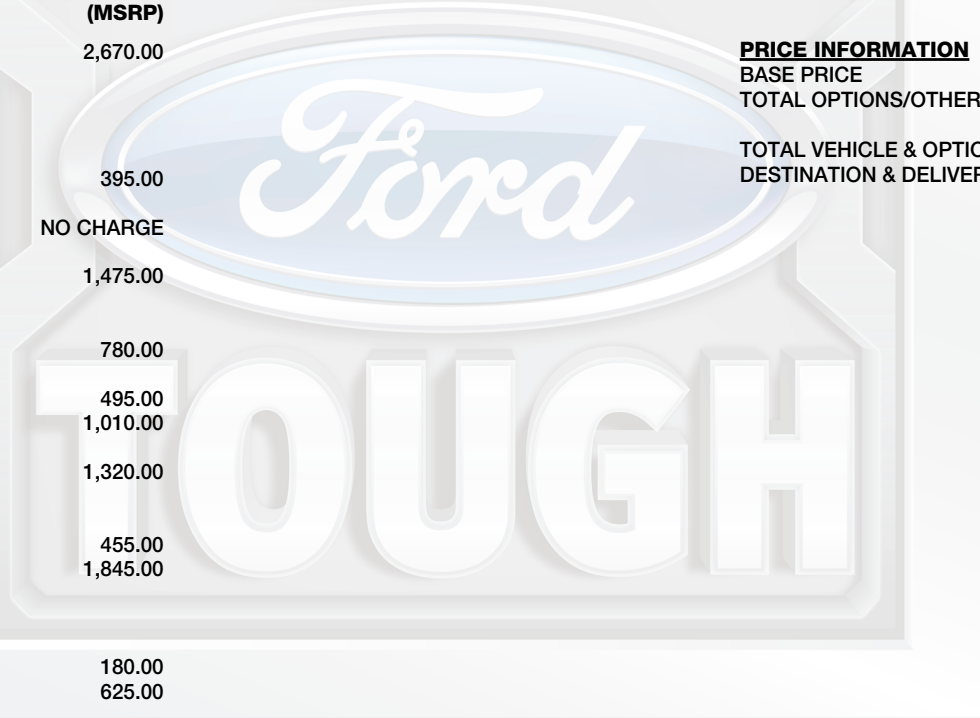 (MSRP)
2,670.00
395.00
NO CHARGE
1,475.00
780.00
495.00
1,010.00
1,320.00
455.00
1,845.00
180.00
625.00
PRICE INFORMATION
BASE PRICE
TOTAL OPTIONS/OTHER
TOTAL VEHICLE & OPTIO
DESTINATION & DELIVER
Ford
TOUGH